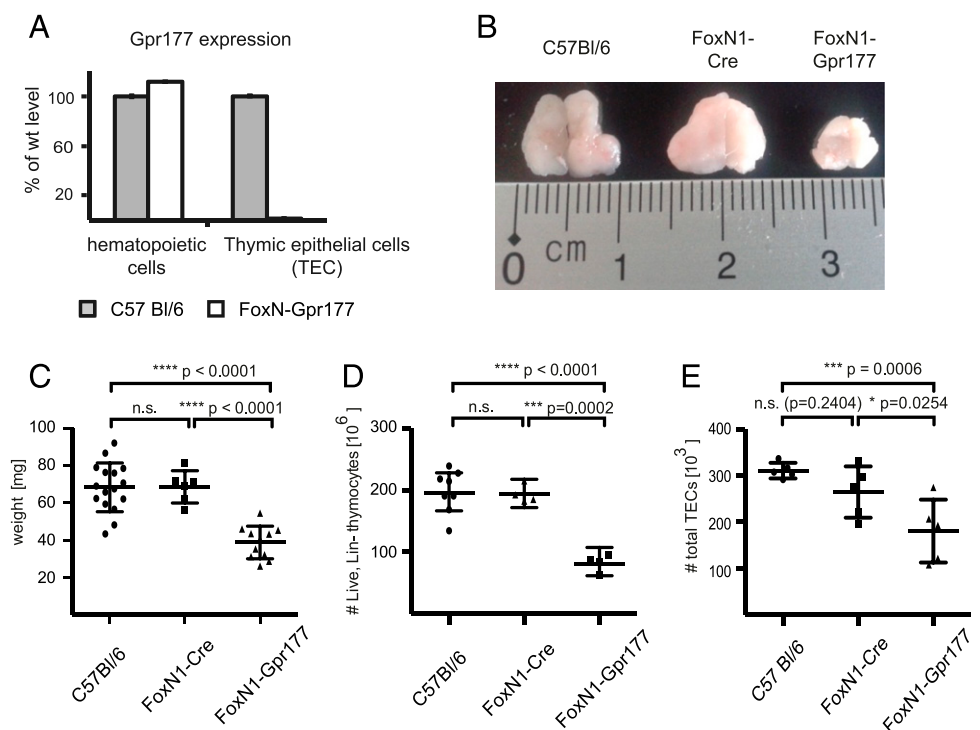 A
Gpr177 expression
% of wt level
100
60
20
hematopoietic
cells
Thymic epithelial cells
(TEC)
C57 Bl/6
FoxN-Gpr177
B
C57Bl/6
FoxN1-
Cre
FoxN1-
Gpr177
0 cm 1 2 3
C
**** p < 0.0001
n.s. **** p < 0.0001
weight [mg]
100
80
60
40
20
C57Bl/6
FoxN1-Cre
FoxN1-Gpr177
D
**** p < 0.0001
n.s. *** p=0.0002
# Live, Lin- thymocytes [10^6]
300
200
100
C57Bl/6
FoxN1-Cre
FoxN1-Gpr177
E
*** p = 0.0006
n.s. (p=0.2404) * p=0.0254
# total TECs [10^3]
400
300
200
100
C57 Bl/6
FoxN1-Cre
FoxN1-Gpr177